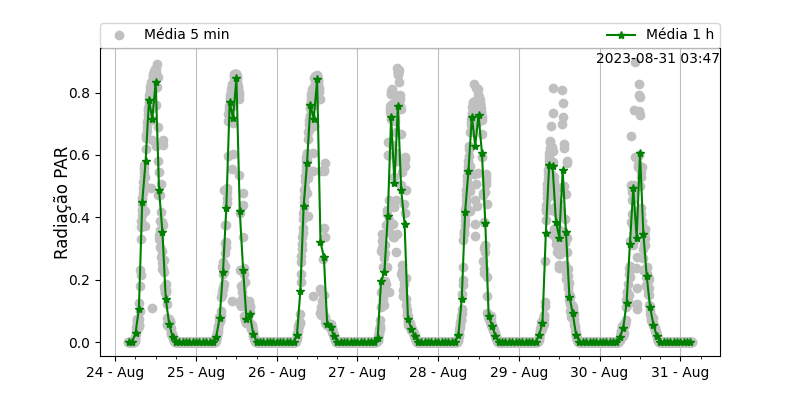 Média 5 min
Média 1 h
2023-08-31 03:47
Radiação PAR
0.8
0.6
0.4
0.2
0.0
24 - Aug
25 - Aug
26 - Aug
27 - Aug
28 - Aug
29 - Aug
30 - Aug
31 - Aug